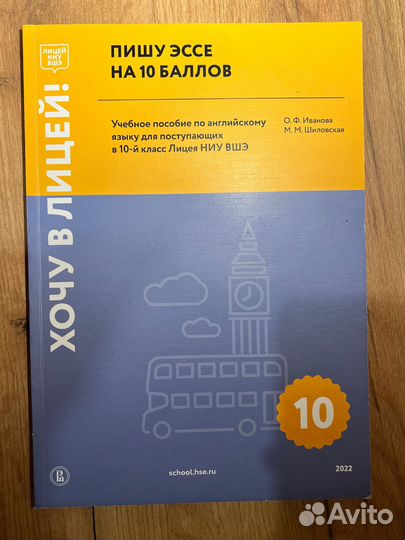 ЛИЦЕЙ
НИУ
ВШЭ
ХОЧУ В ЛИЦЕЙ!
ПИШУ ЭССЕ
НА 10 БАЛЛОВ
Учебное пособие по английскому
языку для поступающих
в 10-й класс Лицея НИУ ВШЭ
О. Ф. Иванова
М. М. Шиловская
10
school.hse.ru
2022
Avito